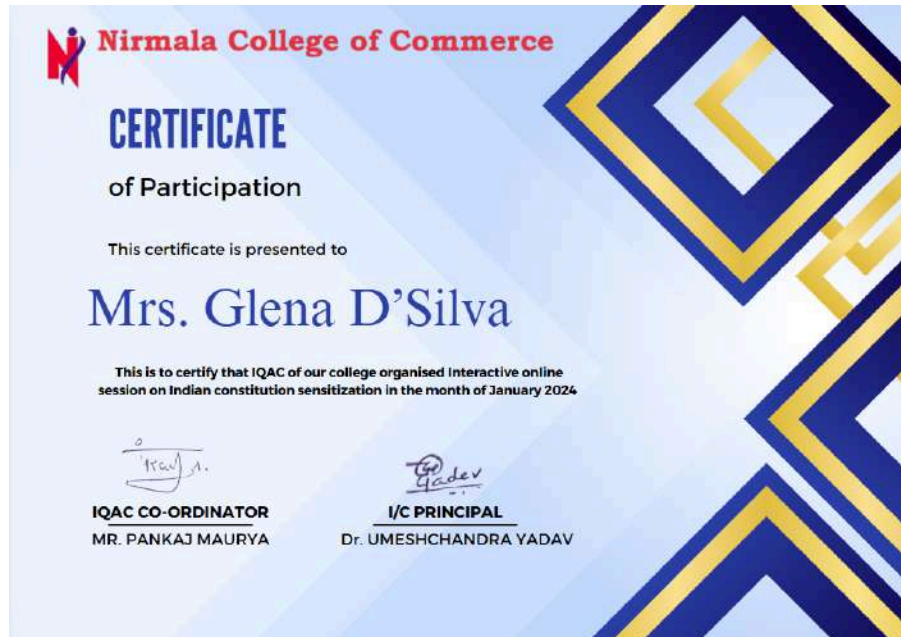 Nirmala College of Commerce
CERTIFICATE
of Participation
This certificate is presented to
Mrs. Glena D'Silva
This is to certify that IQAC of our college organised Interactive online
session on Indian constitution sensitization in the month of January 2024
IQAC CO-ORDINATOR
MR. PANKAJ MAURYA
I/C PRINCIPAL
Dr. UMESHCHANDRA YADAV